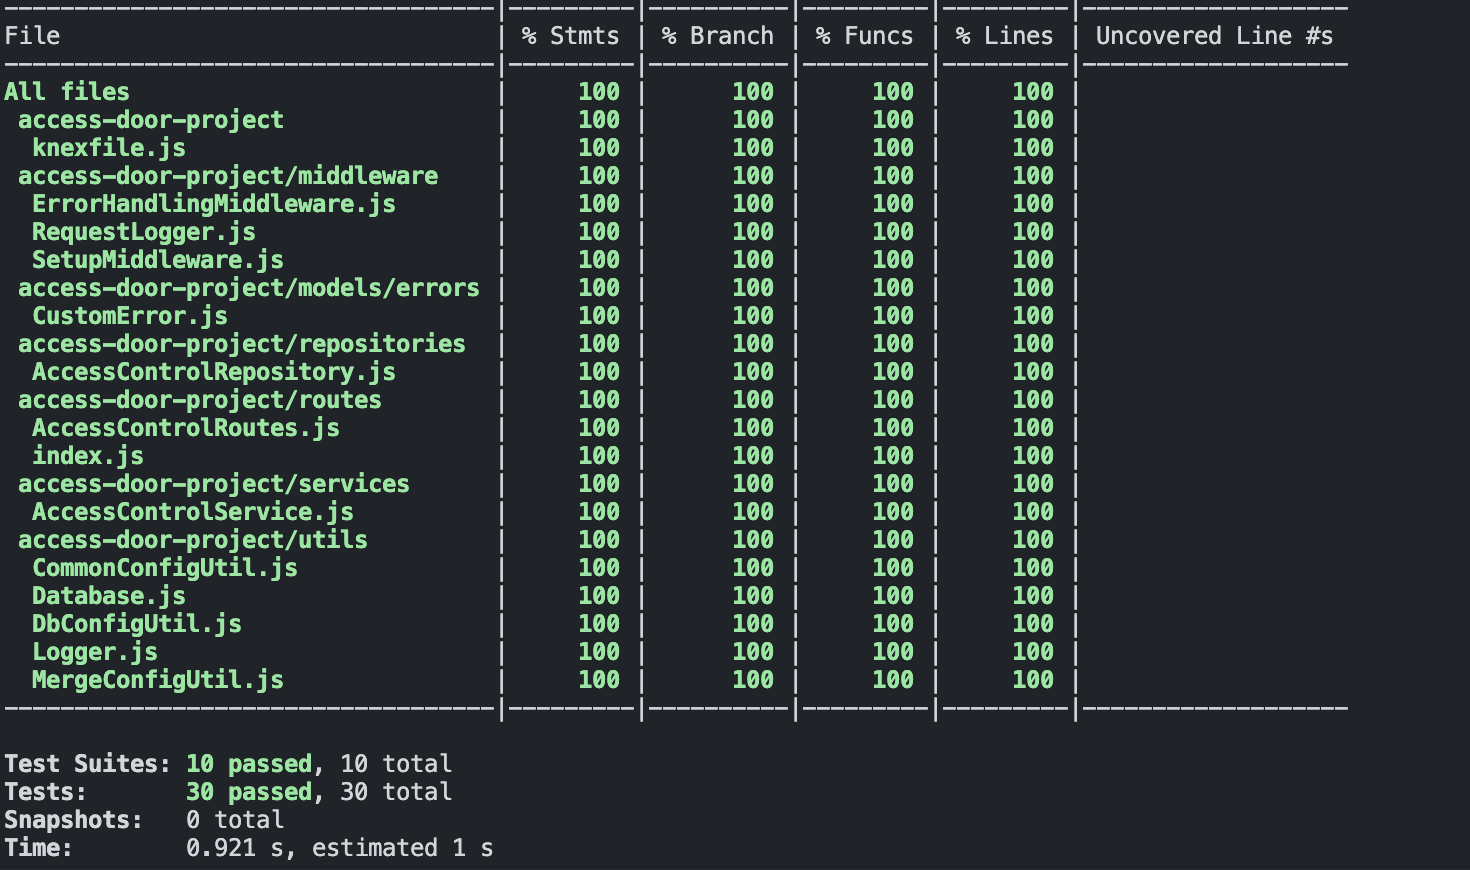 ---------------------------------|---------|----------|---------|---------|-------------------
File | % Stmts | % Branch | % Funcs | % Lines | Uncovered Line #s
---------------------------------|---------|----------|---------|---------|-------------------
All files | 100 | 100 | 100 | 100 |
access-door-project | 100 | 100 | 100 | 100 |
knexfile.js | 100 | 100 | 100 | 100 |
access-door-project/middleware | 100 | 100 | 100 | 100 |
ErrorHandlingMiddleware.js | 100 | 100 | 100 | 100 |
RequestLogger.js | 100 | 100 | 100 | 100 |
SetupMiddleware.js | 100 | 100 | 100 | 100 |
access-door-project/models/errors | 100 | 100 | 100 | 100 |
CustomError.js | 100 | 100 | 100 | 100 |
access-door-project/repositories | 100 | 100 | 100 | 100 |
AccessControlRepository.js | 100 | 100 | 100 | 100 |
access-door-project/routes | 100 | 100 | 100 | 100 |
AccessControlRoutes.js | 100 | 100 | 100 | 100 |
index.js | 100 | 100 | 100 | 100 |
access-door-project/services | 100 | 100 | 100 | 100 |
AccessControlService.js | 100 | 100 | 100 | 100 |
access-door-project/utils | 100 | 100 | 100 | 100 |
CommonConfigUtil.js | 100 | 100 | 100 | 100 |
Database.js | 100 | 100 | 100 | 100 |
DbConfigUtil.js | 100 | 100 | 100 | 100 |
Logger.js | 100 | 100 | 100 | 100 |
MergeConfigUtil.js | 100 | 100 | 100 | 100 |
---------------------------------|---------|----------|---------|---------|-------------------
Test Suites: 10 passed, 10 total
Tests: 30 passed, 30 total
Snapshots: 0 total
Time: 0.921 s, estimated 1 s